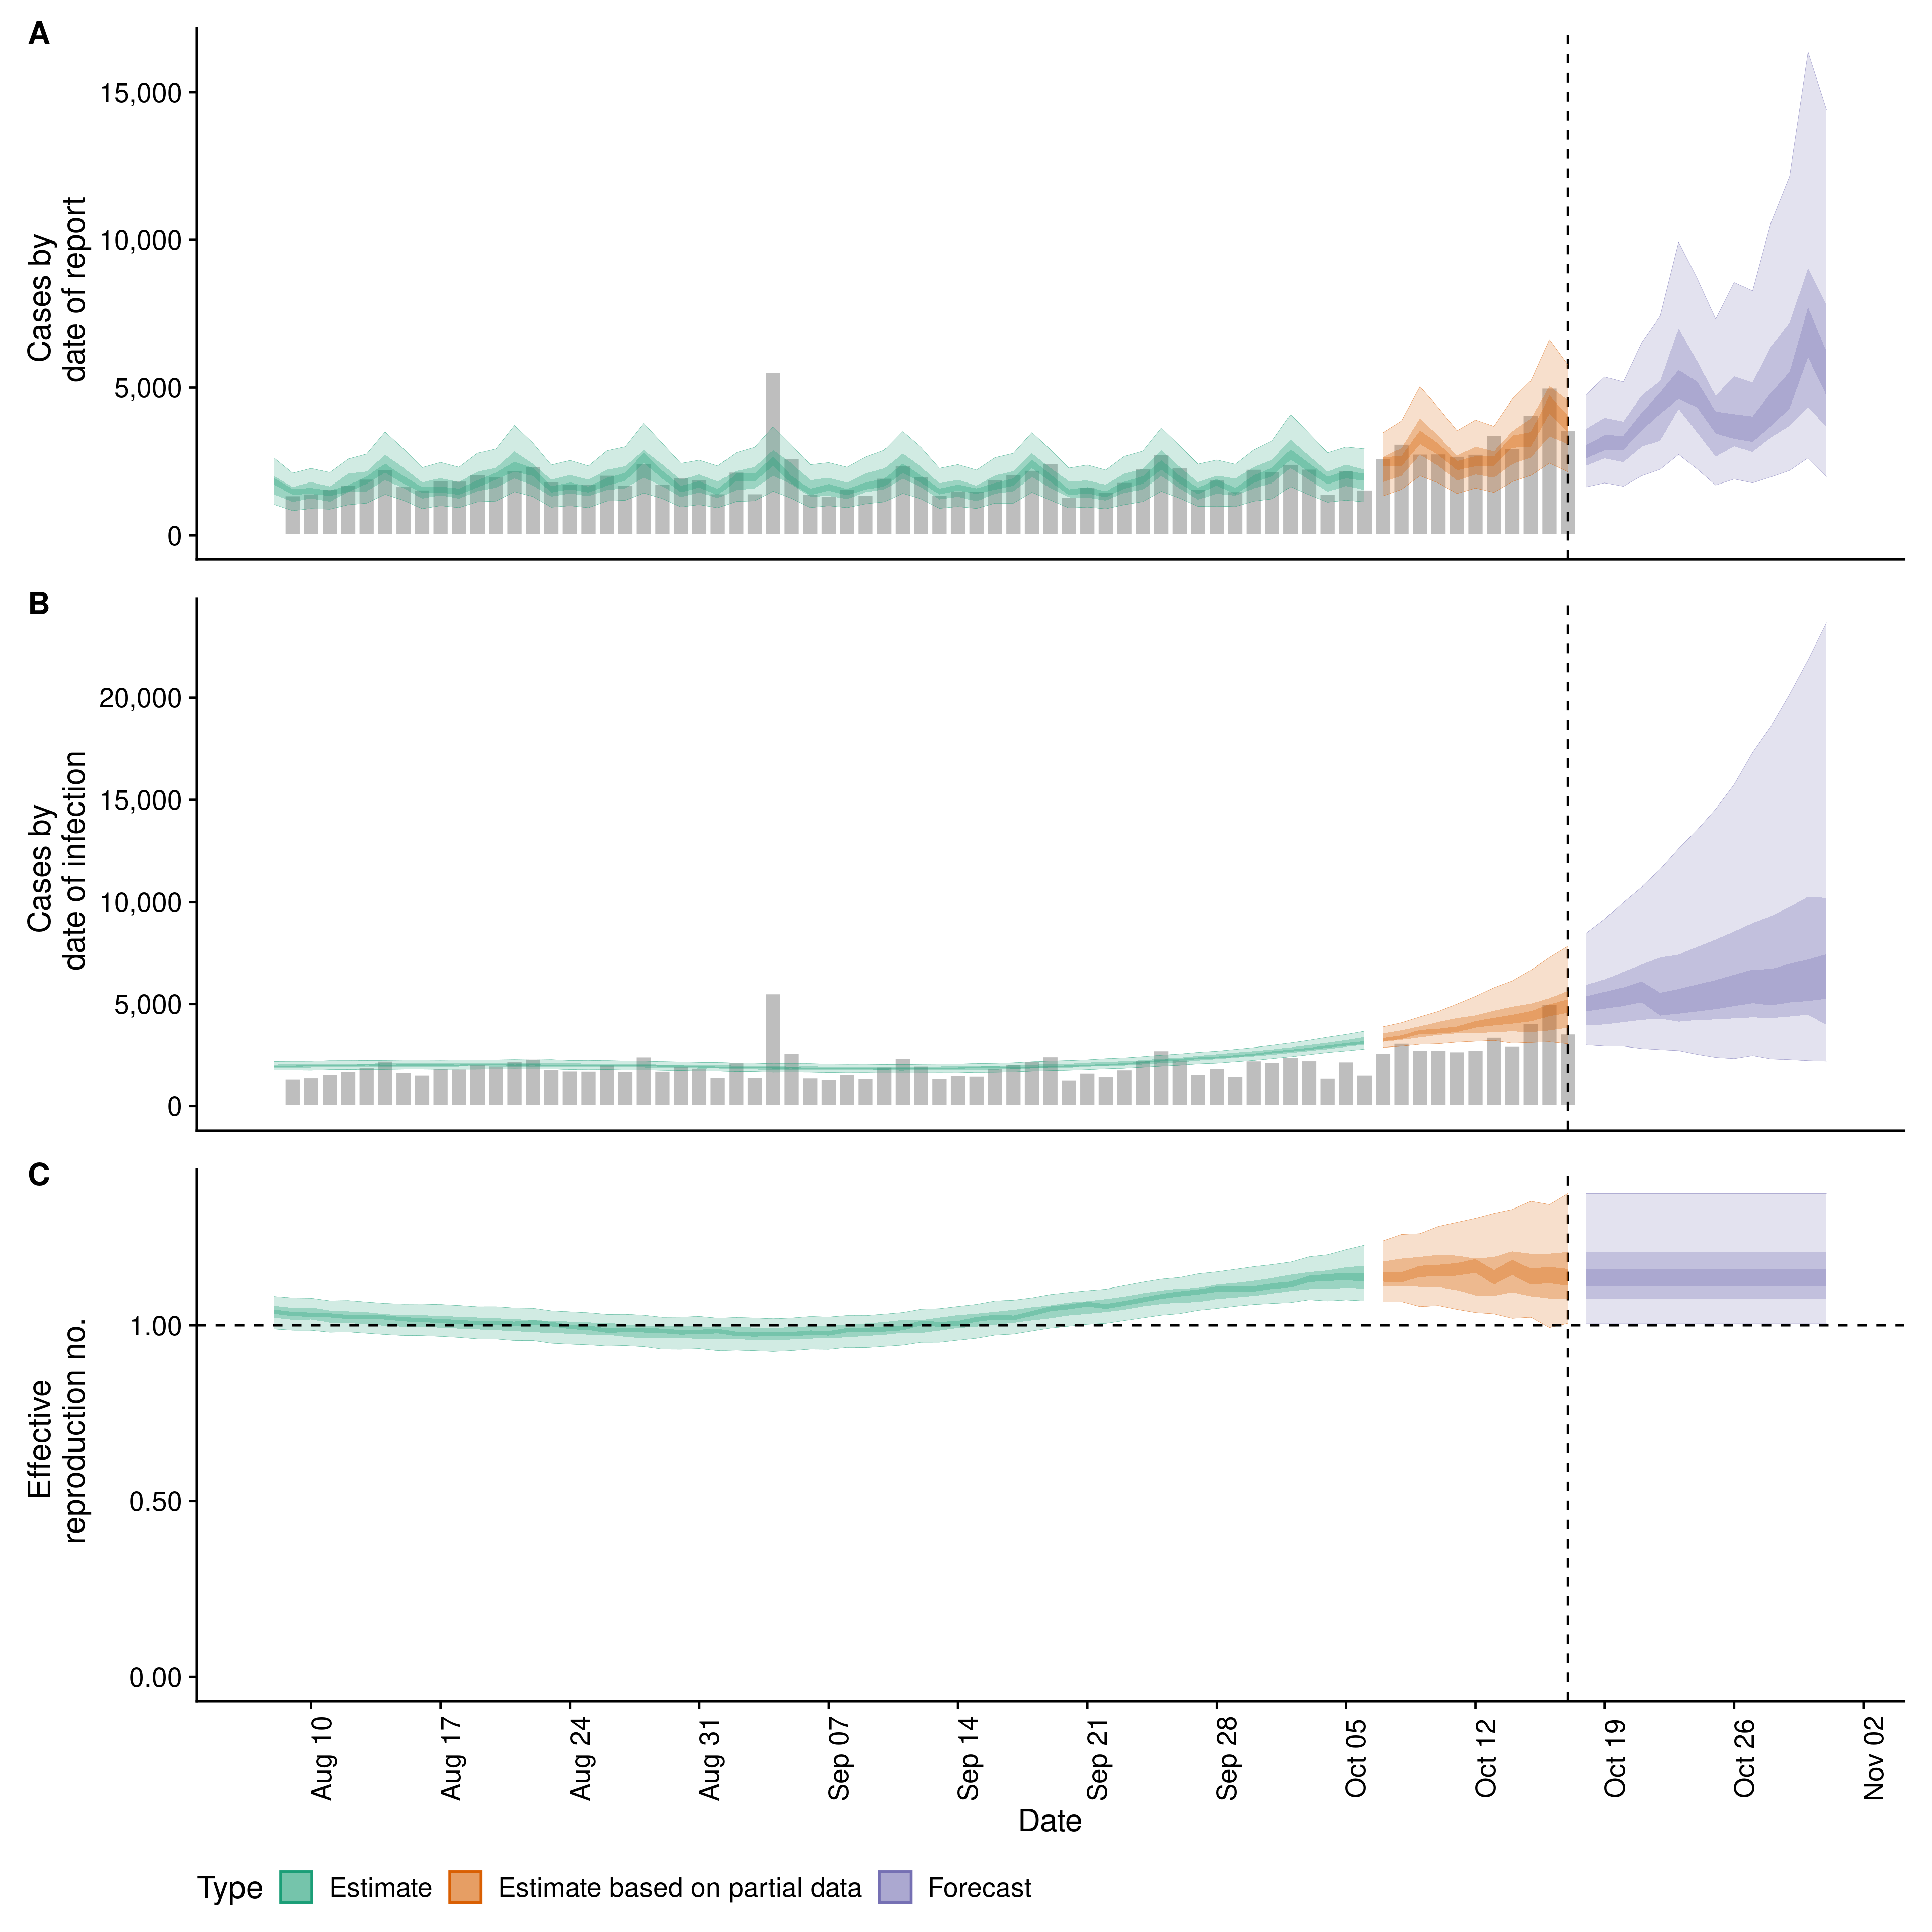 A
15,000
10,000
5,000
0
Cases by
date of report
B
20,000
15,000
10,000
5,000
0
Cases by
date of infection
C
1.00
0.50
0.00
Effective
reproduction no.
Aug 10
Aug 17
Aug 24
Aug 31
Sep 07
Sep 14
Sep 21
Sep 28
Oct 05
Oct 12
Oct 19
Oct 26
Nov 02
Date
Type Estimate Estimate based on partial data Forecast